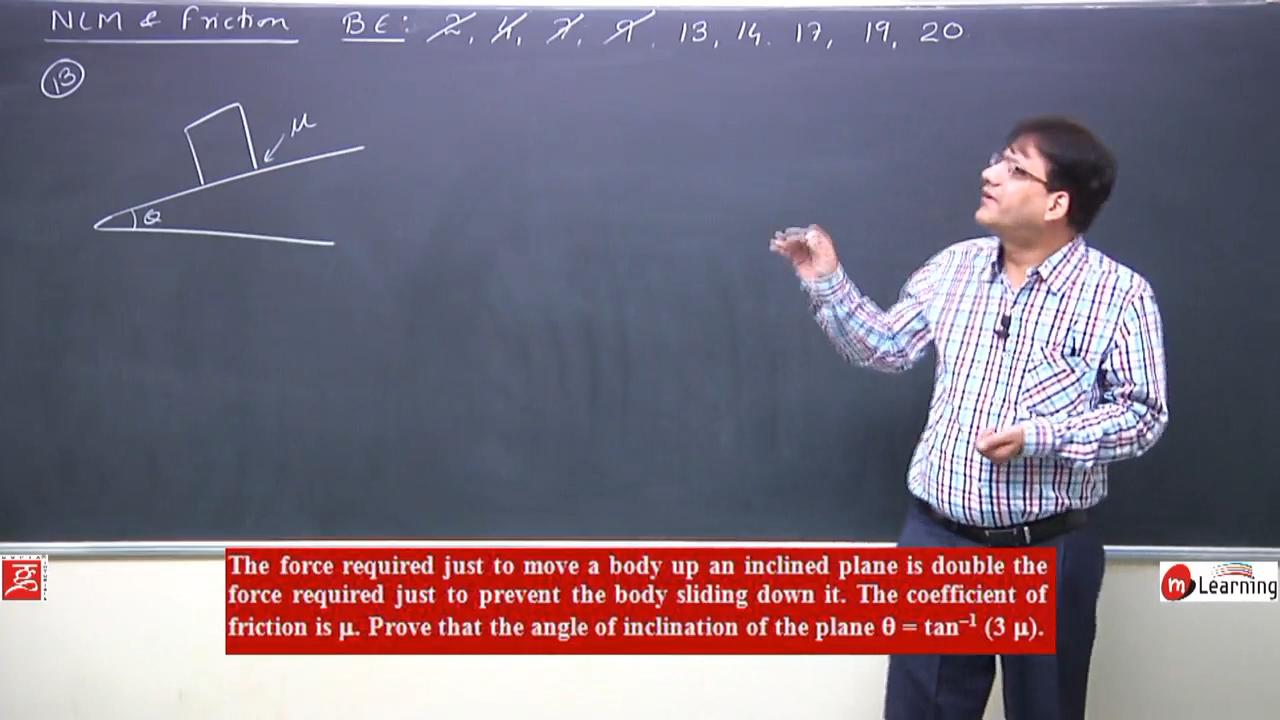 NLM & Friction BE: 2, 4, 7, 9, 13, 14. 17, 19, 20
13
μ
θ
The force required just to move a body up an inclined plane is double the
force required just to prevent the body sliding down it. The coefficient of
friction is μ. Prove that the angle of inclination of the plane θ = tan⁻¹ (3 μ).
m Learning